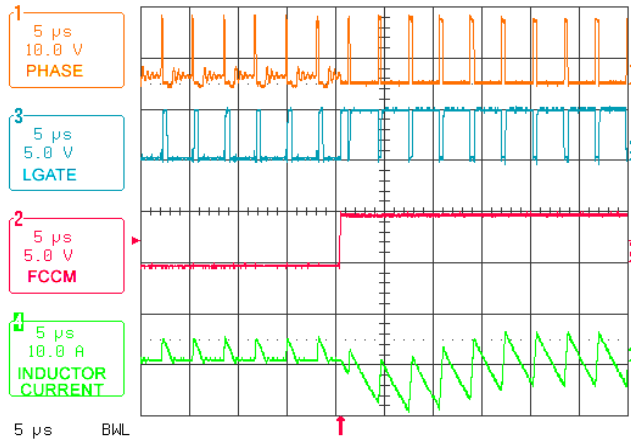 1
5 µs
10.0 V
PHASE
3
5 µs
5.0 V
LGATE
2
5 µs
5.0 V
FCCM
4
5 µs
10.0 A
INDUCTOR
CURRENT
5 µs BWL